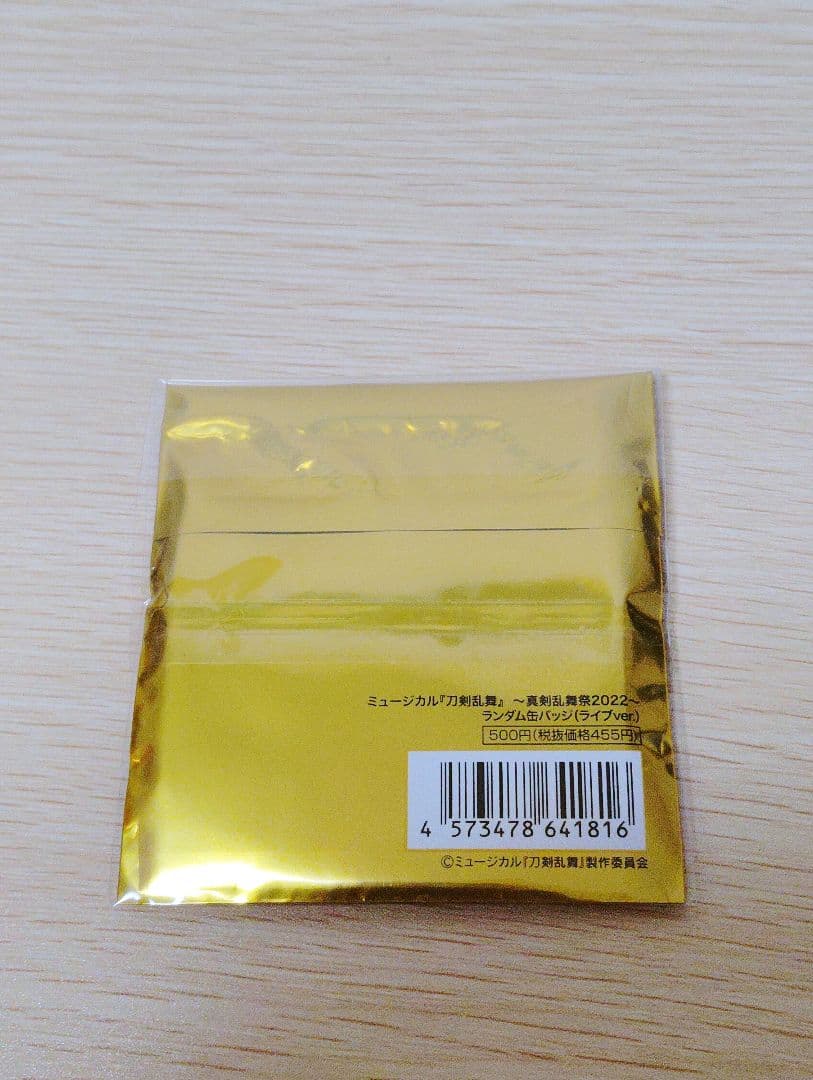 ミュージカル『刀剣乱舞』 ～真剣乱舞祭2022～
ランダム缶バッジ(ライブver.)
500円(税抜価格455円)
4 573478 641816
©ミュージカル『刀剣乱舞』製作委員会